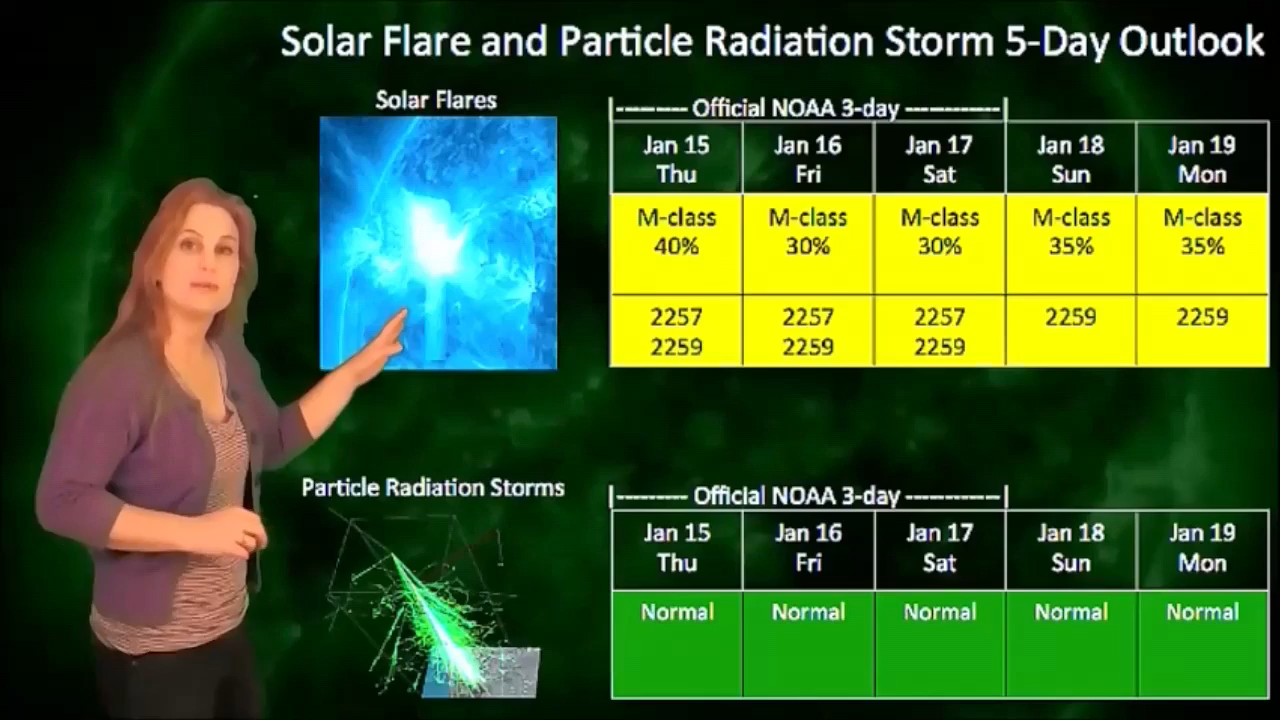 Solar Flare and Particle Radiation Storm 5-Day Outlook
Solar Flares
|--------- Official NOAA 3-day ------------|
Jan 15 Jan 16 Jan 17 Jan 18 Jan 19
Thu Fri Sat Sun Mon
M-class M-class M-class M-class M-class
40% 30% 30% 35% 35%
2257 2257 2257 2259 2259
2259 2259 2259
Particle Radiation Storms
|--------- Official NOAA 3-day ------------|
Jan 15 Jan 16 Jan 17 Jan 18 Jan 19
Thu Fri Sat Sun Mon
Normal Normal Normal Normal Normal